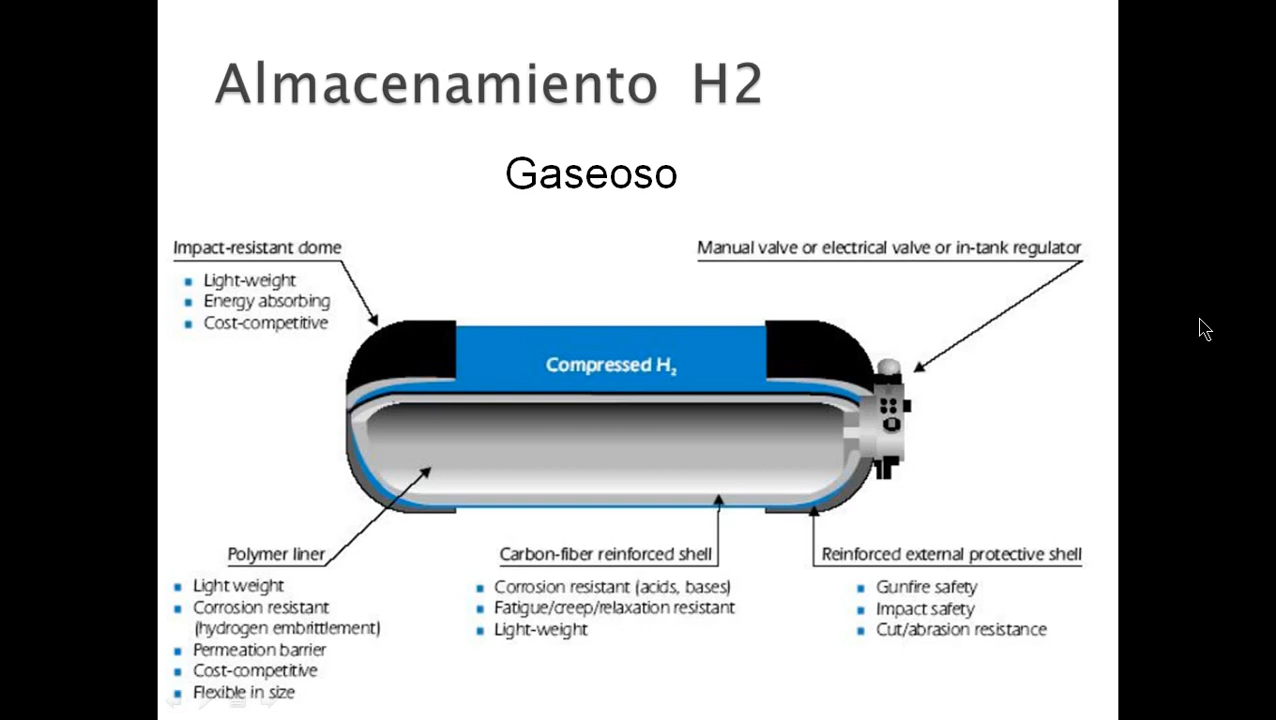 Almacenamiento H2
Gaseoso
Impact-resistant dome
Light-weight
Energy absorbing
Cost-competitive
Manual valve or electrical valve or in-tank regulator
Compressed H₂
Polymer liner
Light weight
Corrosion resistant
(hydrogen embrittlement)
Permeation barrier
Cost-competitive
Flexible in size
Carbon-fiber reinforced shell
Corrosion resistant (acids, bases)
Fatigue/creep/relaxation resistant
Light-weight
Reinforced external protective shell
Gunfire safety
Impact safety
Cut/abrasion resistance